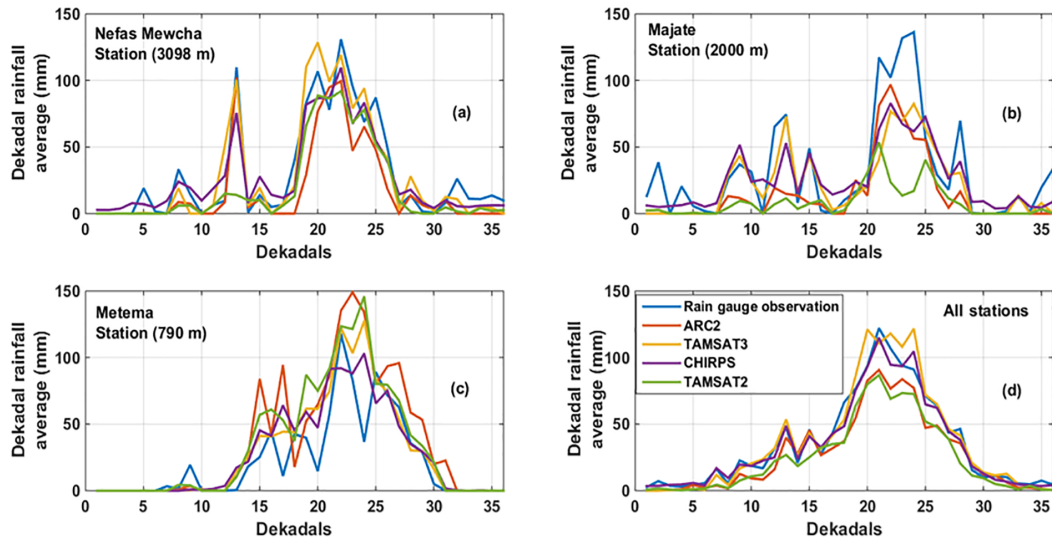 Nefas Mewcha
Station (3098 m)
(a)
150
100
50
0
0
5
10
15
20
25
30
35
Dekadals
Dekadal rainfall
average (mm)
Majate
Station (2000 m)
(b)
150
100
50
0
0
5
10
15
20
25
30
35
Dekadals
Dekadal rainfall
average (mm)
Metema
Station (790 m)
(c)
150
100
50
0
0
5
10
15
20
25
30
35
Dekadals
Dekadal rainfall
average (mm)
Rain gauge observation
ARC2
TAMSAT3
CHIRPS
TAMSAT2
All stations
(d)
150
100
50
0
0
5
10
15
20
25
30
35
Dekadals
Dekadal rainfall
average (mm)